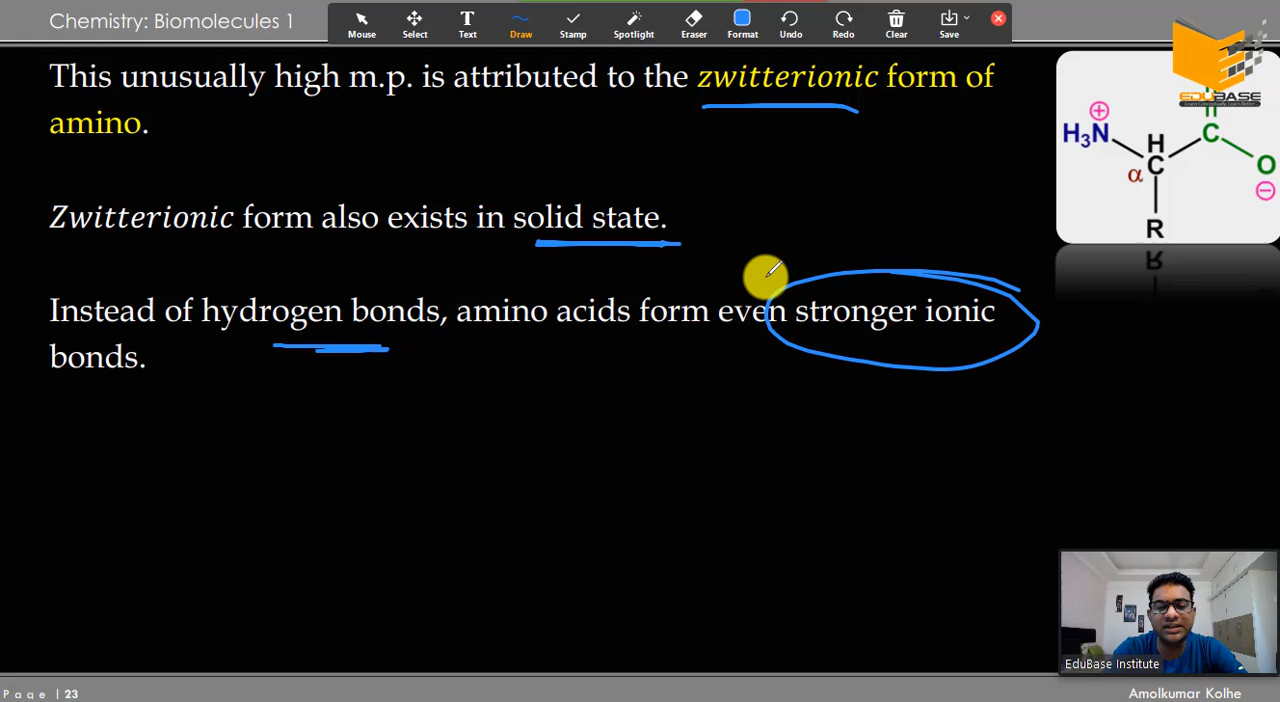 Chemistry: Biomolecules 1
Mouse Select Text Draw Stamp Spotlight Eraser Format Undo Redo Clear Save
This unusually high m.p. is attributed to the zwitterionic form of
amino.
Zwitterionic form also exists in solid state.
Instead of hydrogen bonds, amino acids form even stronger ionic
bonds.
EDUBASE
H₃N
H
C
α
C
O
R
EduBase Institute
Page | 23
Amolkumar Kolhe